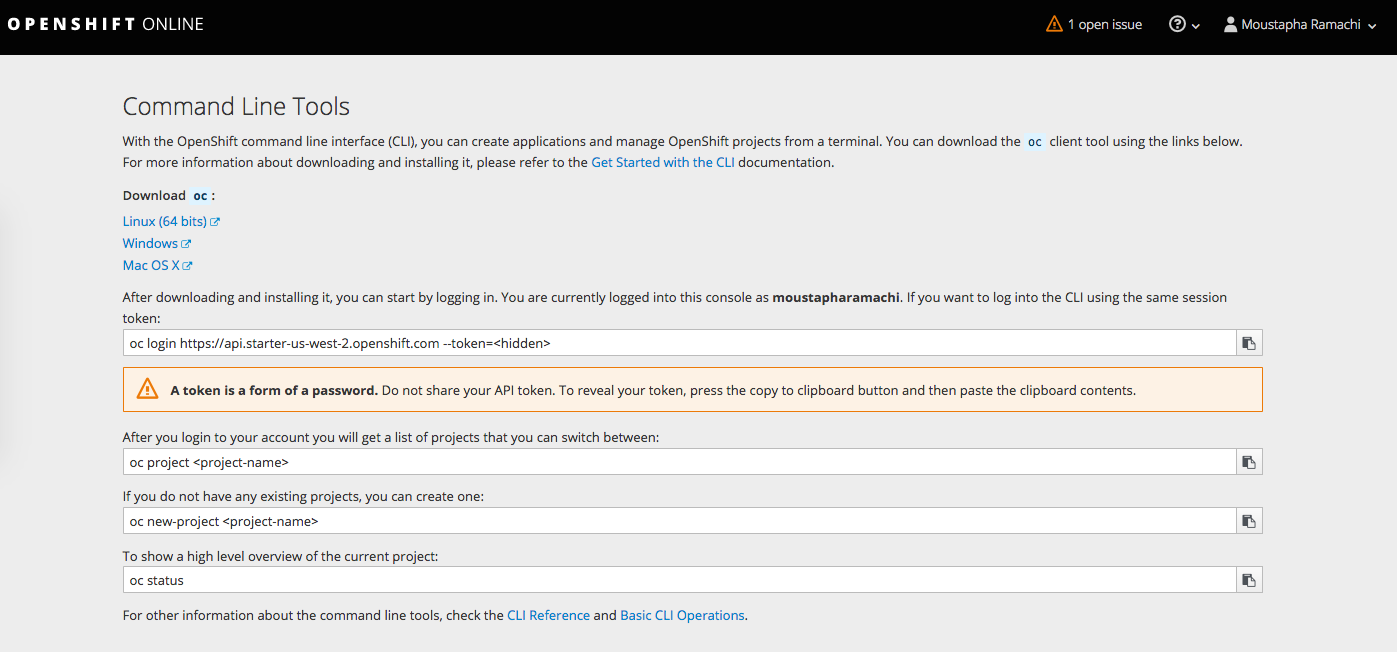 OPENSHIFT ONLINE
1 open issue
Moustapha Ramachi
Command Line Tools
With the OpenShift command line interface (CLI), you can create applications and manage OpenShift projects from a terminal. You can download the oc client tool using the links below.
For more information about downloading and installing it, please refer to the Get Started with the CLI documentation.
Download oc :
Linux (64 bits)
Windows
Mac OS X
After downloading and installing it, you can start by logging in. You are currently logged into this console as moustapharamachi. If you want to log into the CLI using the same session
token:
oc login https://api.starter-us-west-2.openshift.com --token=<hidden>
A token is a form of a password. Do not share your API token. To reveal your token, press the copy to clipboard button and then paste the clipboard contents.
After you login to your account you will get a list of projects that you can switch between:
oc project <project-name>
If you do not have any existing projects, you can create one:
oc new-project <project-name>
To show a high level overview of the current project:
oc status
For other information about the command line tools, check the CLI Reference and Basic CLI Operations.